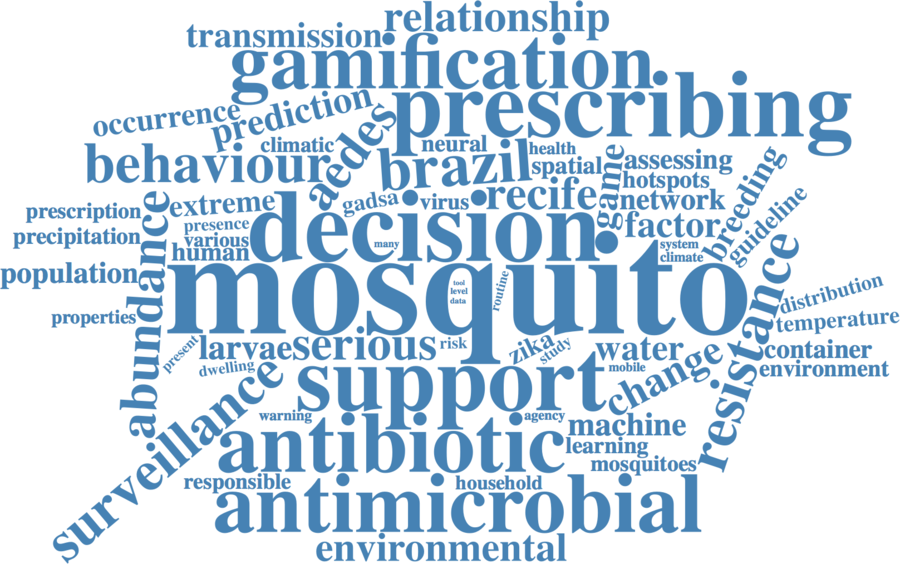 relationship
transmission
gamification
prescribing
occurrence
prediction
aedes
climatic
neural
health
behaviour
brazil
spatial
game
assessing
hotspots
breeding
prescription
extreme
gadsa
virus
recife
network
guideline
precipitation
presence
various
human
decision
many
factor
system
climate
population
abundance
mosquito
tool
level
data
routine
resistance
distribution
properties
temperature
present
larvae
serious
risk
zika
study
water
container
dwelling
surveillance
support
mobile
change
environment
warning
agency
machine
antibiotic
learning
mosquitoes
responsible
household
antimicrobial
environmental